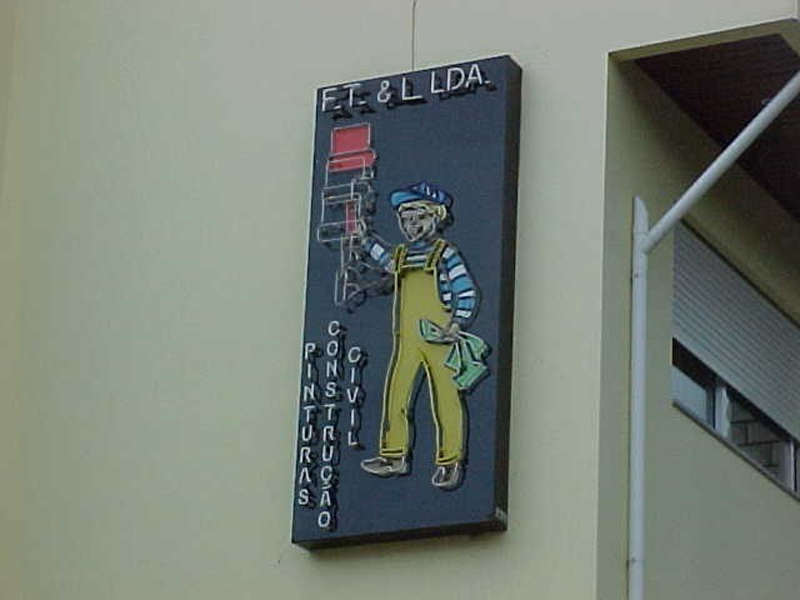 F.T. & L LDA.
PINTURAS
CONSTRUÇÃO
CIVIL